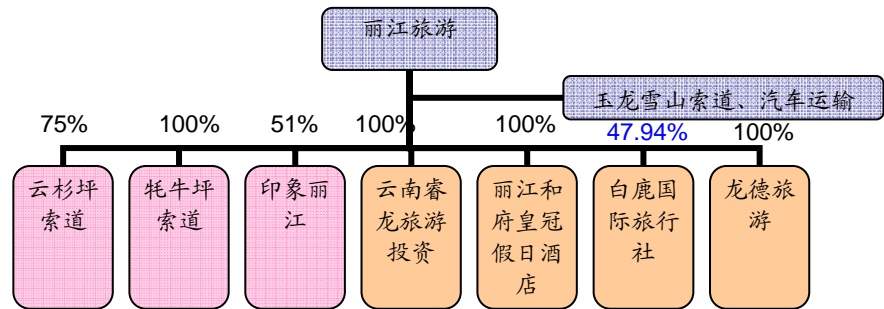 丽江旅游
玉龙雪山索道、汽车运输
75%
100%
51%
100%
100%
47.94%
100%
云杉坪
索道
牦牛坪
索道
印象丽
江
云南睿
龙旅游
投资
丽江和
府皇冠
假日酒
店
白鹿国
际旅行
社
龙德旅
游